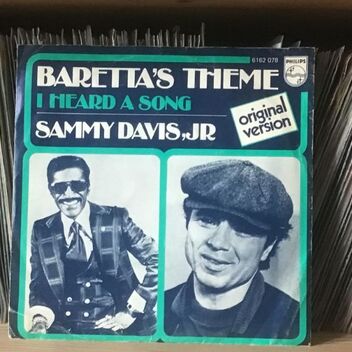 6162 078
PHILIPS
BARETTA'S THEME
I HEARD A SONG
SAMMY DAVIS, JR
original
version